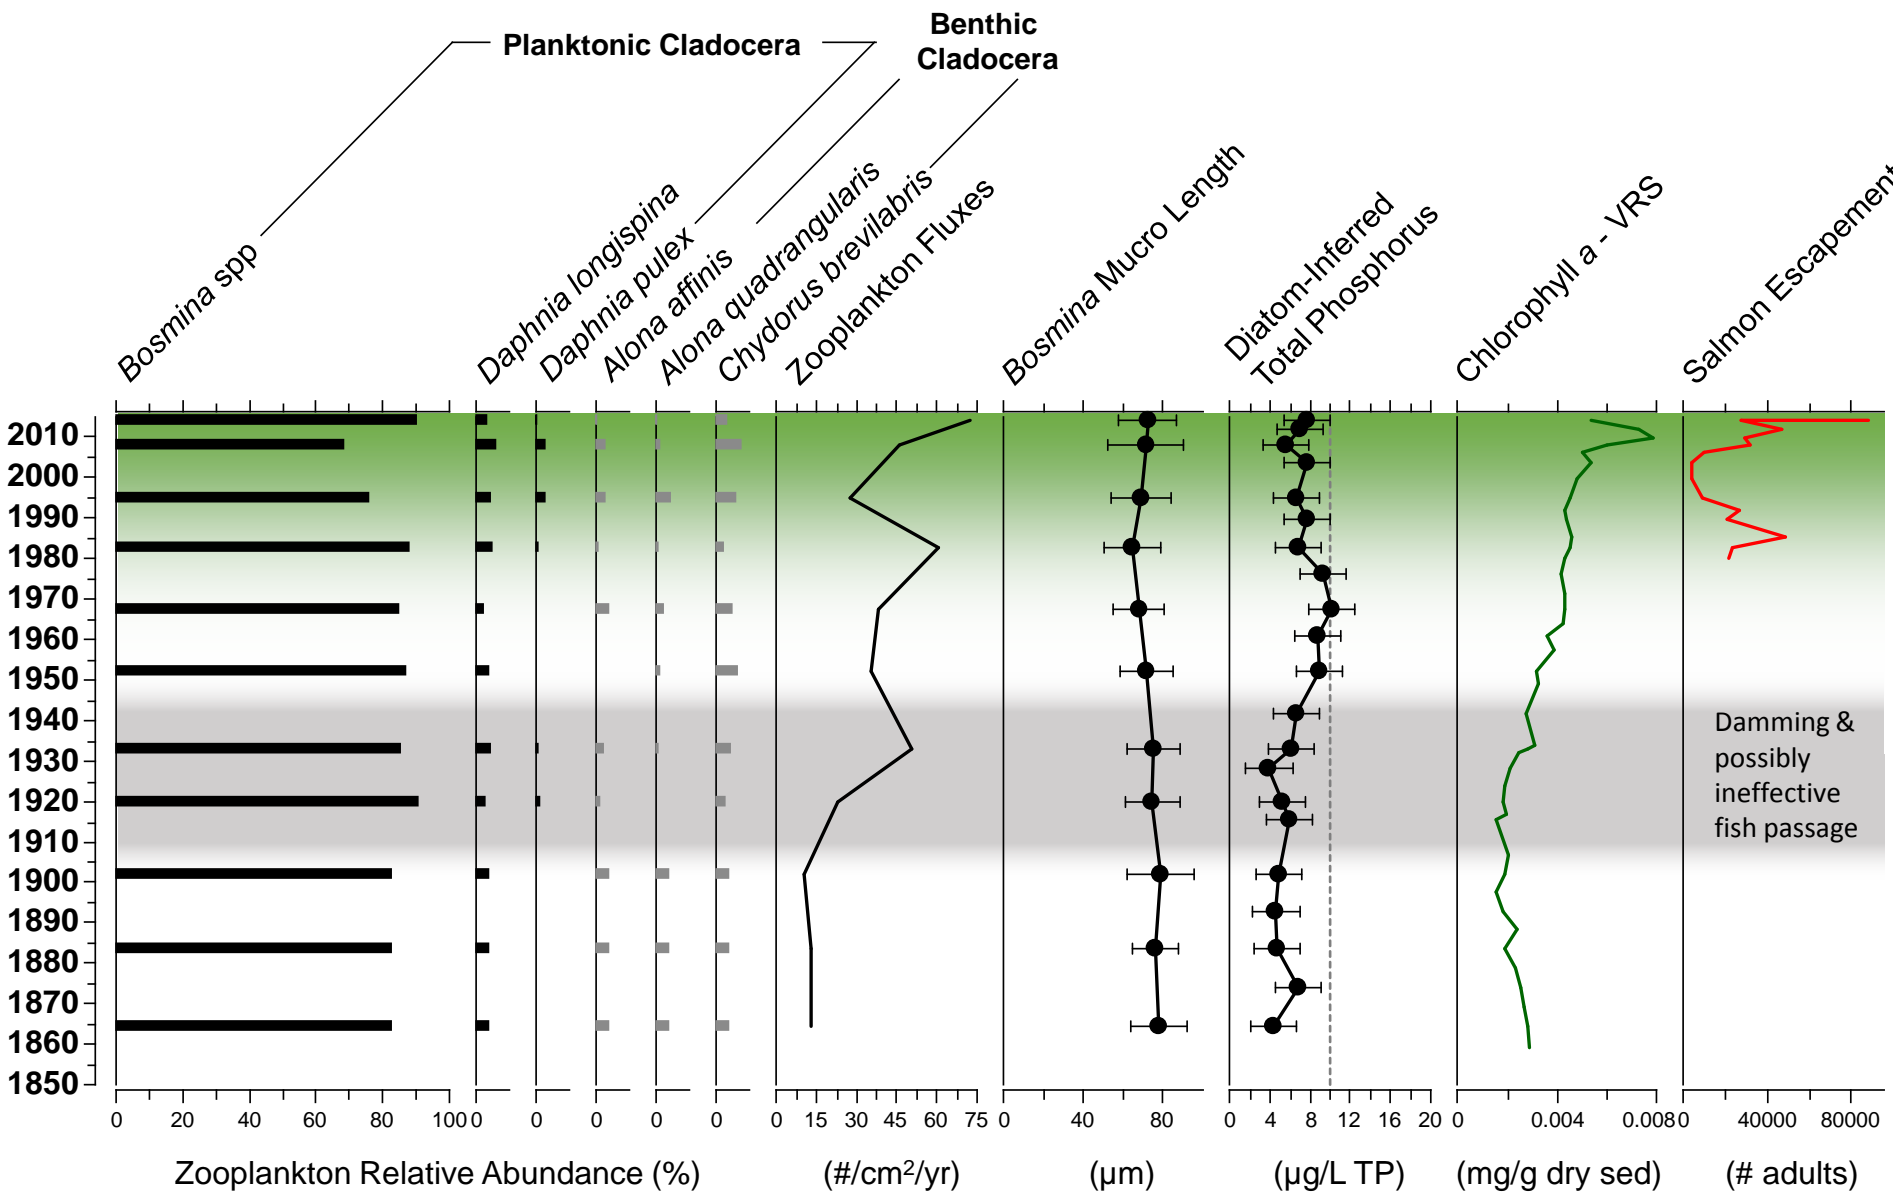 Planktonic Cladocera
Benthic
Cladocera
Bosmina spp
Daphnia longispina
Daphnia pulex
Alona affinis
Alona quadrangularis
Chydorus brevilabris
Zooplankton Fluxes
Bosmina Mucro Length
Diatom-Inferred
Total Phosphorus
Chlorophyll a - VRS
Salmon Escapement
2010
2000
1990
1980
1970
1960
1950
1940
1930
1920
1910
1900
1890
1880
1870
1860
1850
Damming &
possibly
ineffective
fish passage
0 20 40 60 80 100 0 0 0 0 0 0 15 30 45 60 75 0 40 80 0 4 8 12 16 20 0 0.004 0.008 0 40000 80000
Zooplankton Relative Abundance (%) (#/cm²/yr) (µm) (µg/L TP) (mg/g dry sed) (# adults)